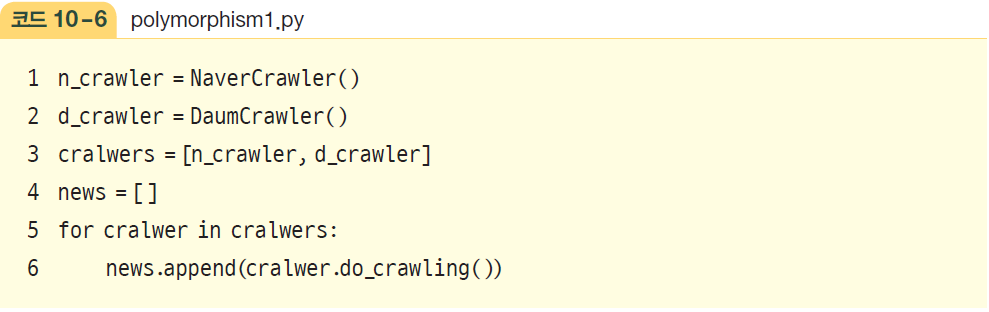 코드 10-6 polymorphism1.py
1 n_crawler = NaverCrawler()
2 d_crawler = DaumCrawler()
3 cralwers = [n_crawler, d_crawler]
4 news = []
5 for cralwer in cralwers:
6 news.append(cralwer.do_crawling())